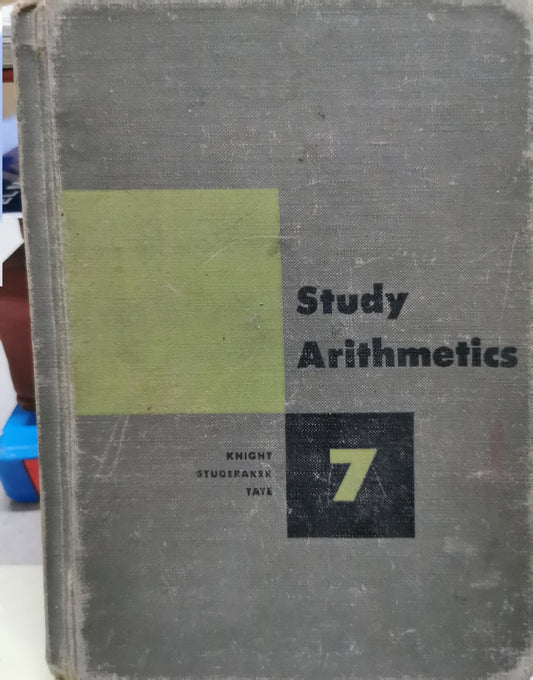 Study
Arithmetics
KNIGHT
STUDEBAKER
TATE
7